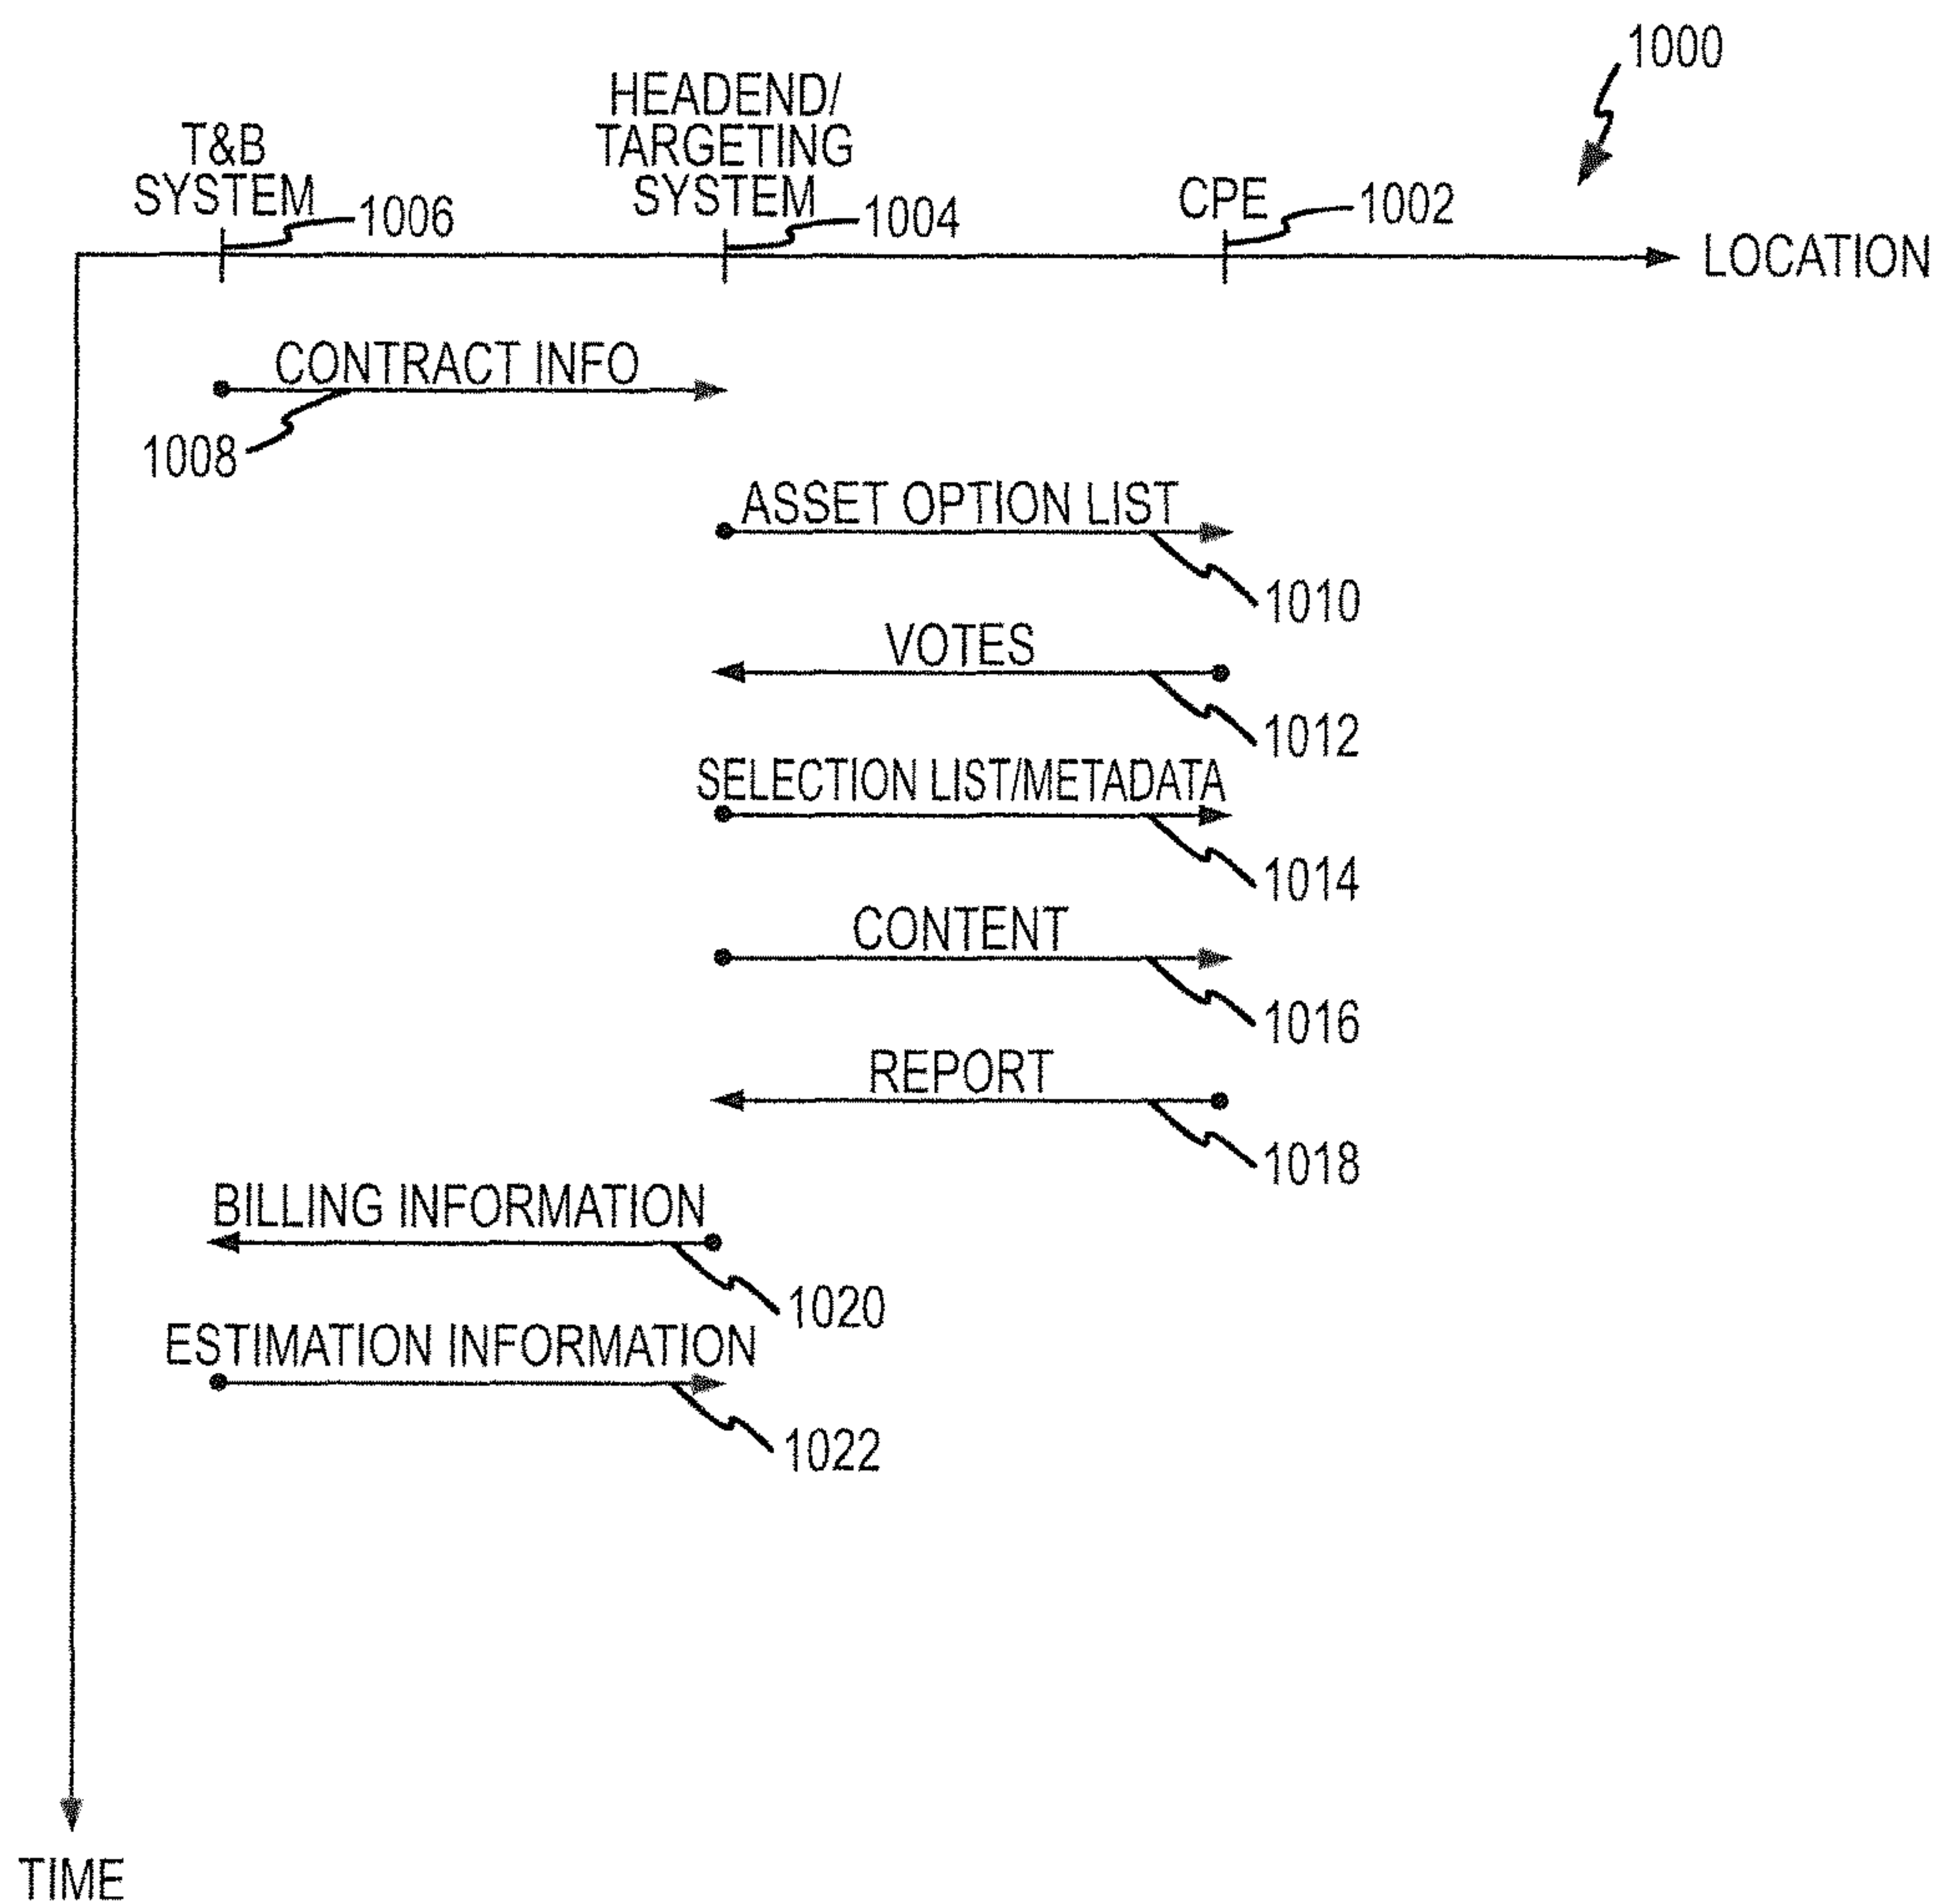 1000
HEADEND/
T&B
TARGETING
SYSTEM
SYSTEM
CPE
1006
1004
1002
LOCATION
CONTRACT INFO
1008
ASSET OPTION LIST
1010
VOTES
1012
SELECTION LIST/METADATA
1014
CONTENT
1016
REPORT
1018
BILLING INFORMATION
1020
ESTIMATION INFORMATION
1022
TIME